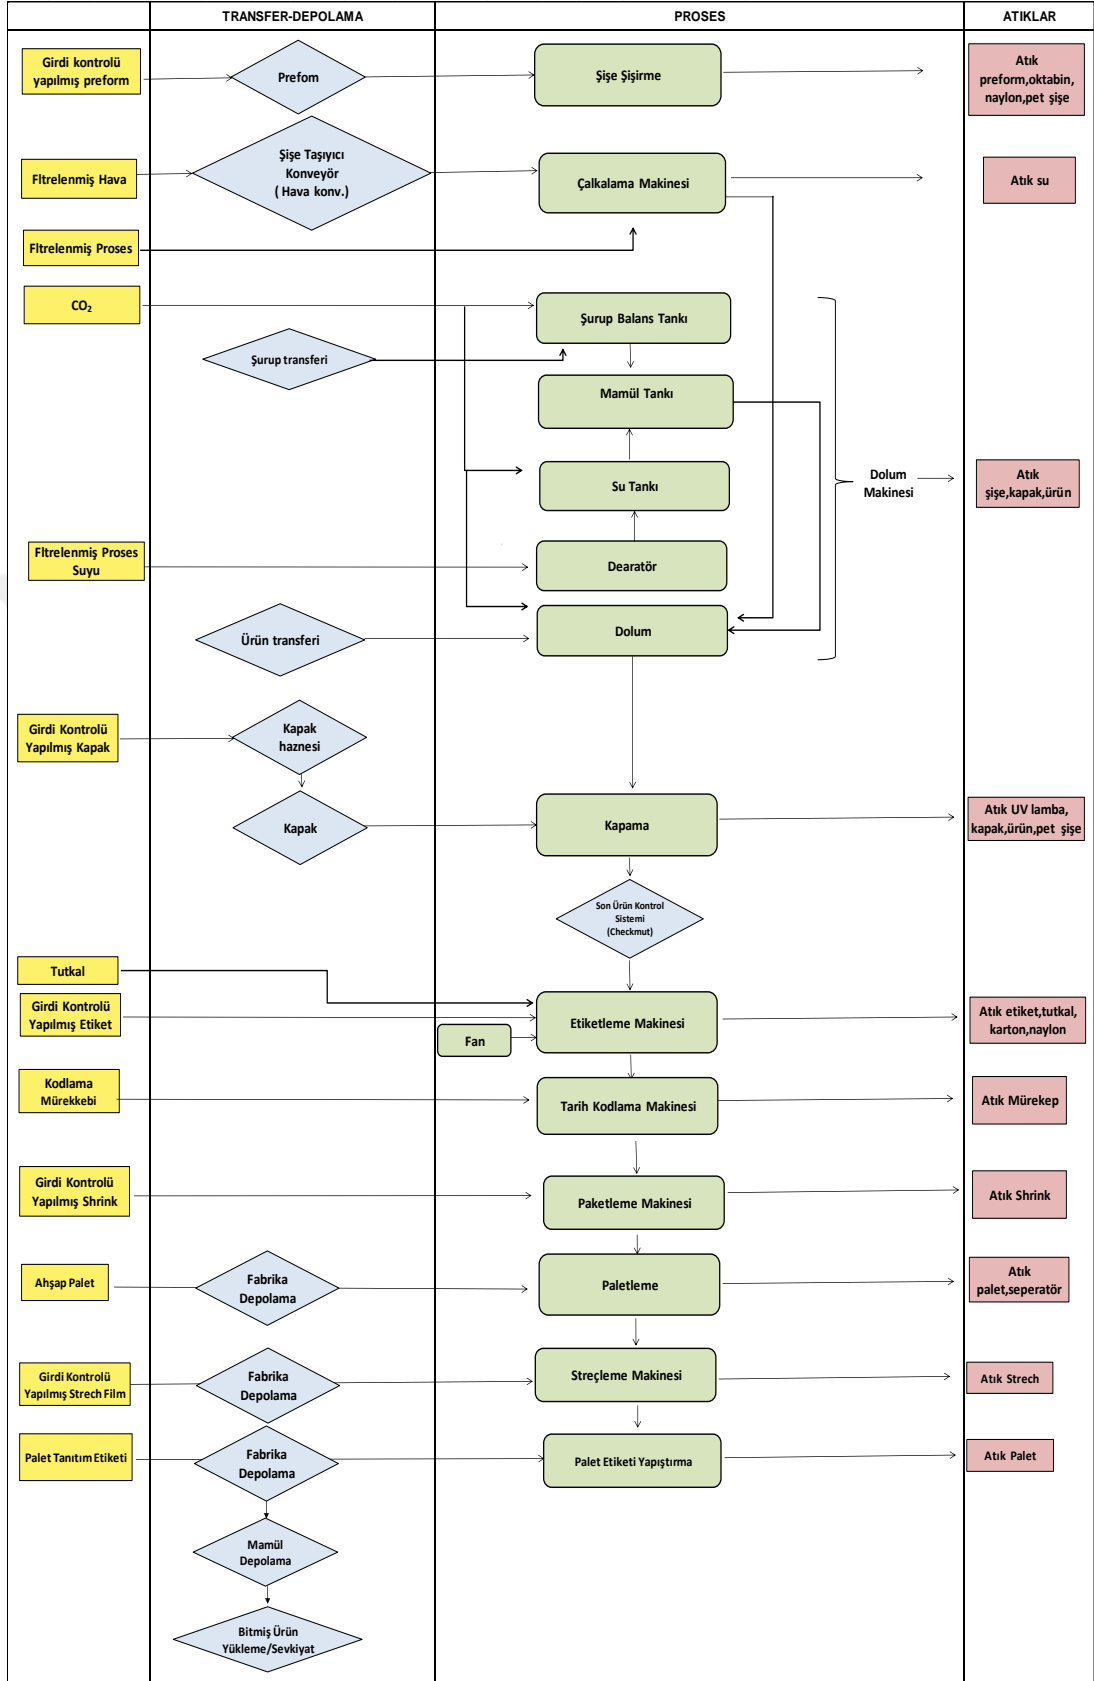 TRANSFER-DEPOLAMA
PROSES
ATIKLAR
Girdi kontrolü
yapılmış preform
Prefom
Şişe Şişirme
Atık
preform,oktabin,
naylon,pet şişe
Fltrelenmiş Hava
Şişe Taşıyıcı
Konveyör
( Hava konv.)
Çalkalama Makinesi
Atık su
Fltrelenmiş Proses
CO₂
Şurup Balans Tankı
Şurup transferi
Mamül Tankı
Su Tankı
Dolum
Makinesi
Atık
şişe,kapak,ürün
Fltrelenmiş Proses
Suyu
Dearatör
Ürün transferi
Dolum
Girdi Kontrolü
Yapılmış Kapak
Kapak
haznesi
Kapak
Kapama
Atık UV lamba,
kapak,ürün,pet şişe
Son Ürün Kontrol
Sistemi
(Checkmut)
Tutkal
Girdi Kontrolü
Yapılmış Etiket
Etiketleme Makinesi
Fan
Atık etiket,tutkal,
karton,naylon
Kodlama
Mürekkebi
Tarih Kodlama Makinesi
Atık Mürekep
Girdi Kontrolü
Yapılmış Shrink
Paketleme Makinesi
Atık Shrink
Ahşap Palet
Fabrika
Depolama
Paletleme
Atık
palet,seperatör
Girdi Kontrolü
Yapılmış Strech Film
Fabrika
Depolama
Streçleme Makinesi
Atık Strech
Palet Tanıtım Etiketi
Fabrika
Depolama
Palet Etiketi Yapıştırma
Atık Palet
Mamül
Depolama
Bitmiş Ürün
Yükleme/Sevkiyat